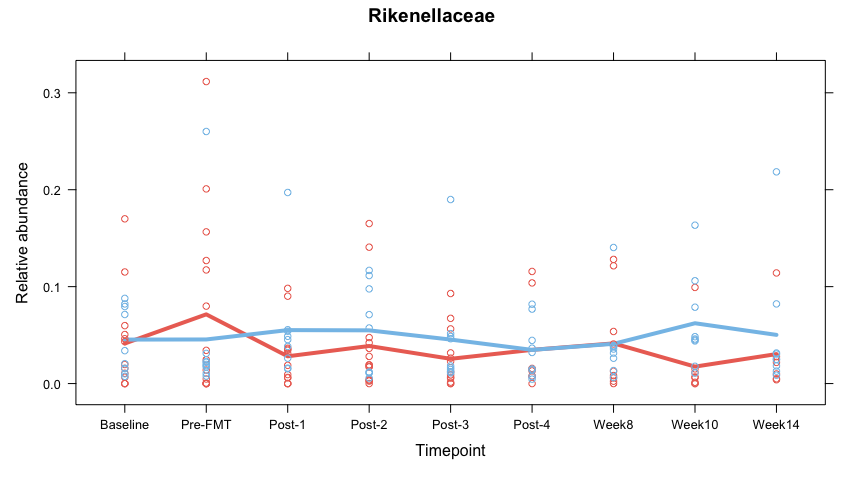 Rikenellaceae
0.3
0.2
0.1
0.0
Relative abundance
Baseline Pre-FMT Post-1 Post-2 Post-3 Post-4 Week8 Week10 Week14
Timepoint